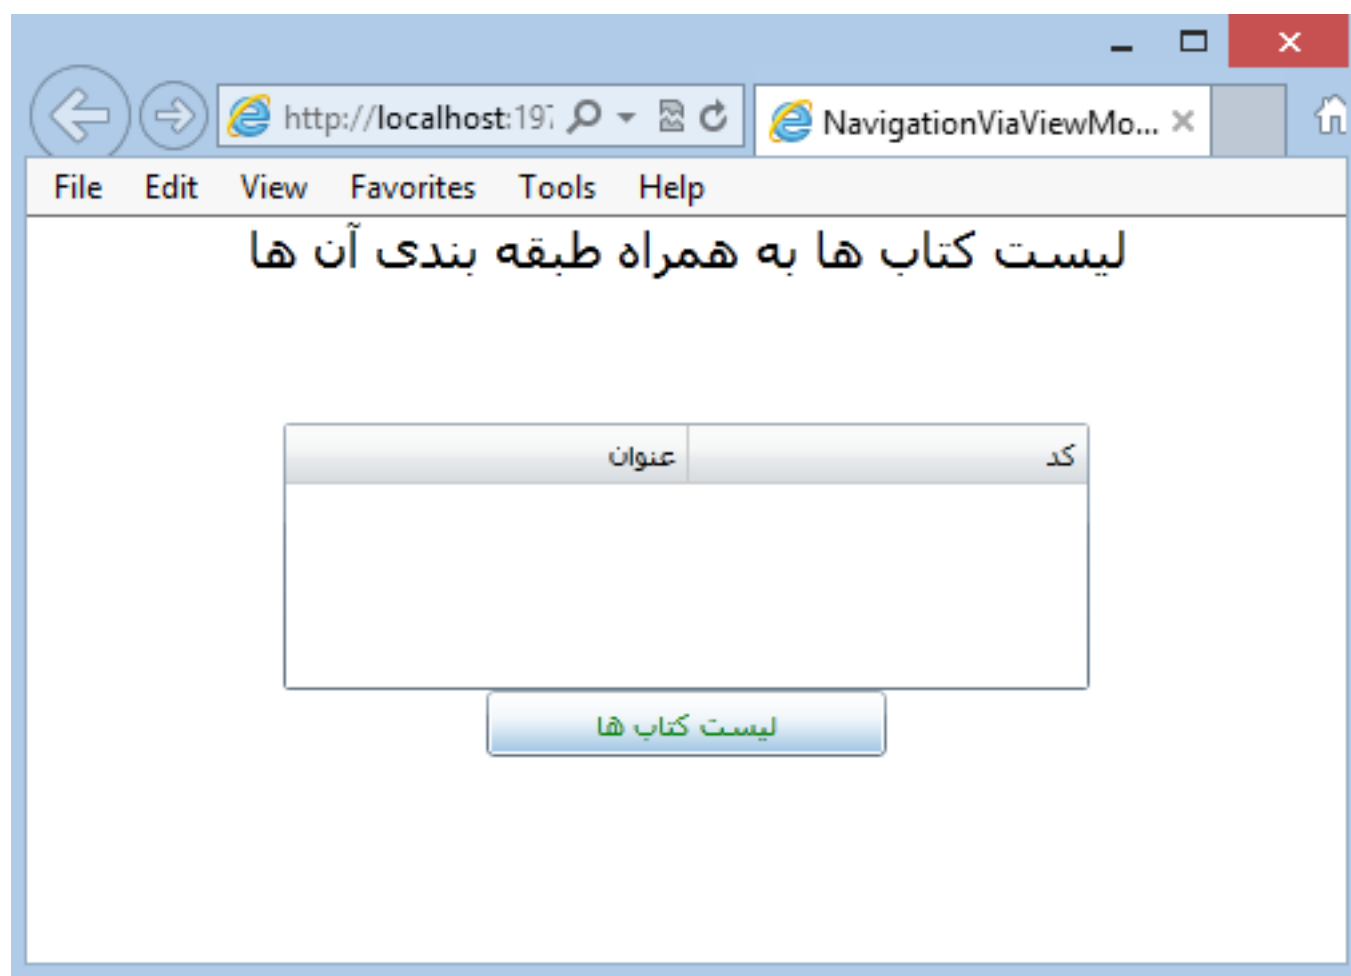 http://localhost:197
NavigationViaViewMo...
File Edit View Favorites Tools Help
لیست کتاب ها به همراه طبقه بندی آن ها
کد عنوان
لیست کتاب ها